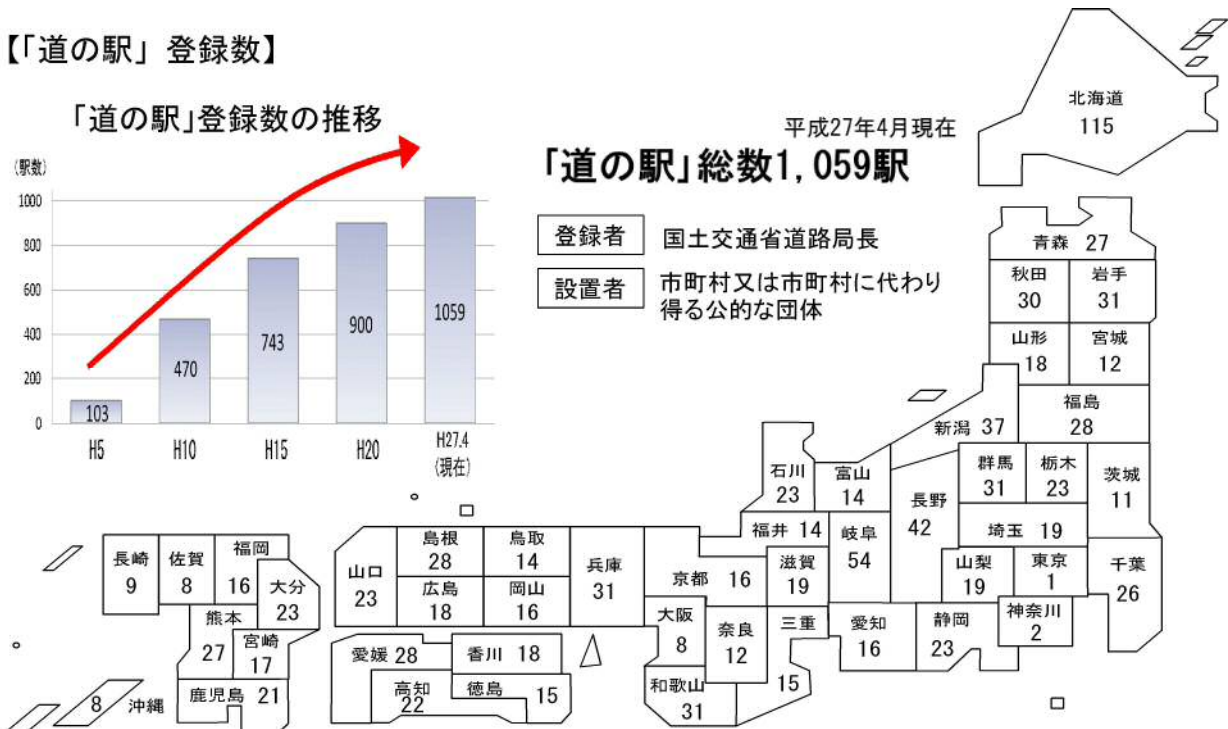 【「道の駅」 登録数】
「道の駅」登録数の推移
(駅数)
1000
800
600
400
200
0
103
470
743
900
1059
H5
H10
H15
H20
H27.4
(現在)
平成27年4月現在
「道の駅」総数1,059駅
登録者 国土交通省道路局長
設置者 市町村又は市町村に代わり
得る公的な団体
北海道
115
青森 27
秋田
30
岩手
31
山形
18
宮城
12
福島
28
新潟 37
群馬
31
栃木
23
茨城
11
石川
23
富山
14
長野
42
埼玉 19
福井 14
岐阜
54
山梨
19
東京
1
千葉
26
神奈川
2
滋賀
19
京都 16
兵庫
31
大阪
8
奈良
12
三重
15
愛知
16
静岡
23
和歌山
31
島根
28
鳥取
14
山口
23
広島
18
岡山
16
愛媛 28
香川 18
高知
22
徳島
15
長崎
9
佐賀
8
福岡
16
大分
23
熊本
27
宮崎
17
鹿児島 21
8 沖縄